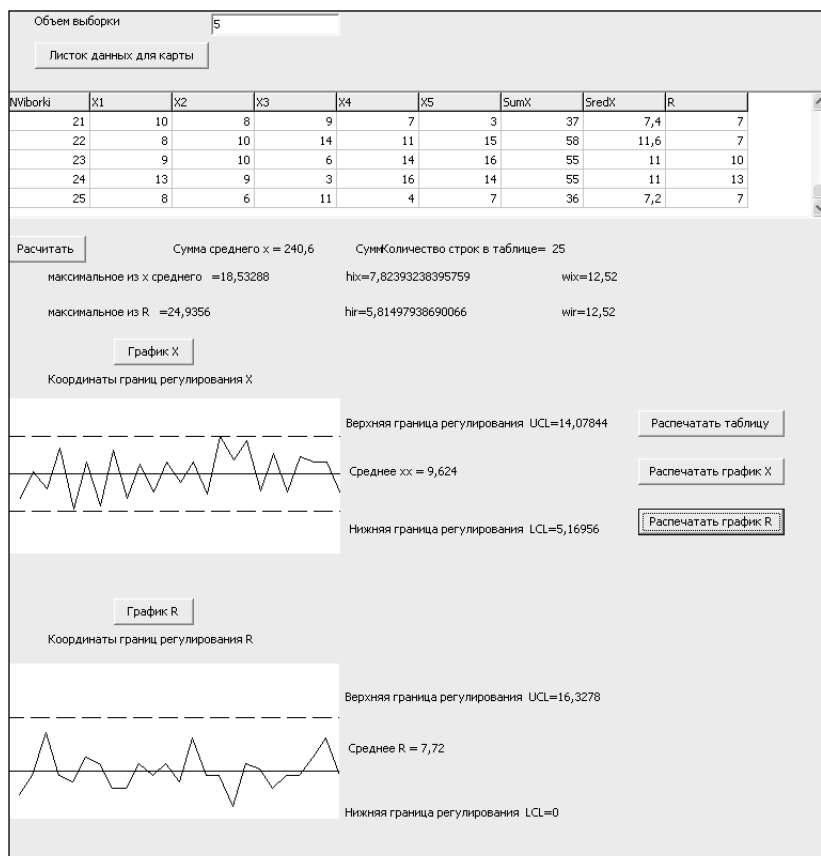 Объем выборки 5
Листок данных для карты
NViborki X1 X2 X3 X4 X5 SumX SredX R
21 10 8 9 7 3 37 7,4 7
22 8 10 14 11 15 58 11,6 7
23 9 10 6 14 16 55 11 10
24 13 9 3 16 14 55 11 13
25 8 6 11 4 7 36 7,2 7
Расчитать Сумма среднего x = 240,6 Сумм Количество строк в таблице= 25
максимальное из x среднего =18,53288 hix=7,82393238395759 wix=12,52
максимальное из R =24,9356 hir=5,81497938690066 wir=12,52
График X
Координаты границ регулирования X
Верхняя граница регулирования UCL=14,07844 Распечатать таблицу
Среднее xx = 9,624 Распечатать график X
Нижняя граница регулирования LCL=5,16956 Распечатать график R
График R
Координаты границ регулирования R
Верхняя граница регулирования UCL=16,3278
Среднее R = 7,72
Нижняя граница регулирования LCL=0